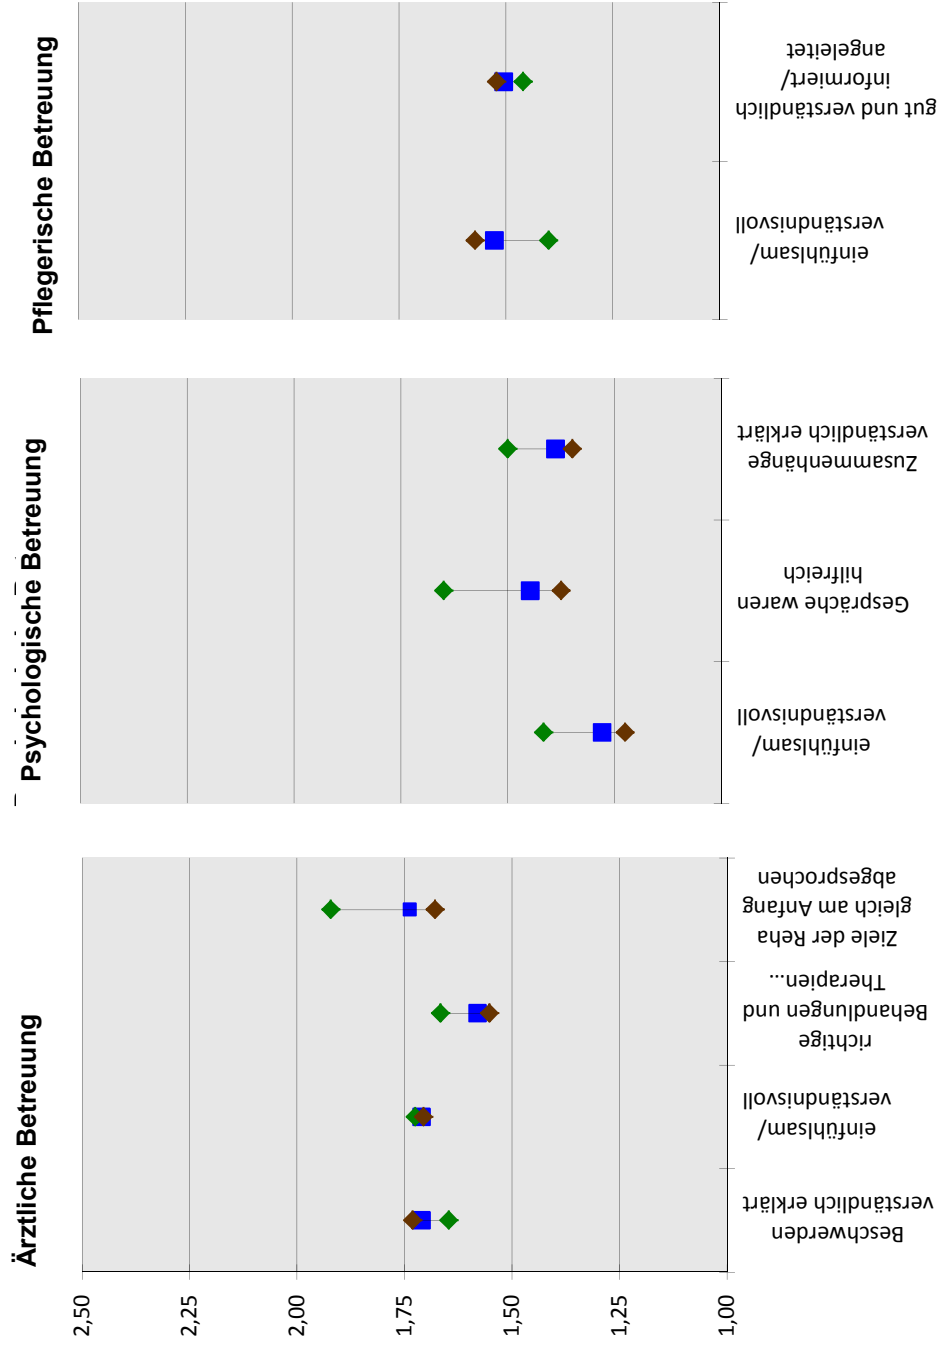 Ärztliche Betreuung
Psychologische Betreuung
Pflegerische Betreuung
2,50
2,25
2,00
1,75
1,50
1,25
1,00
Beschwerden
verständlich erklärt
einfühlsam/
verständnisvoll
richtige
Behandlungen und
Therapien...
Ziele der Reha
gleich am Anfang
abgesprochen
einfühlsam/
verständnisvoll
Gespräche waren
hilfreich
Zusammenhänge
verständlich erklärt
einfühlsam/
verständnisvoll
gut und verständlich
informiert/
angeleitet